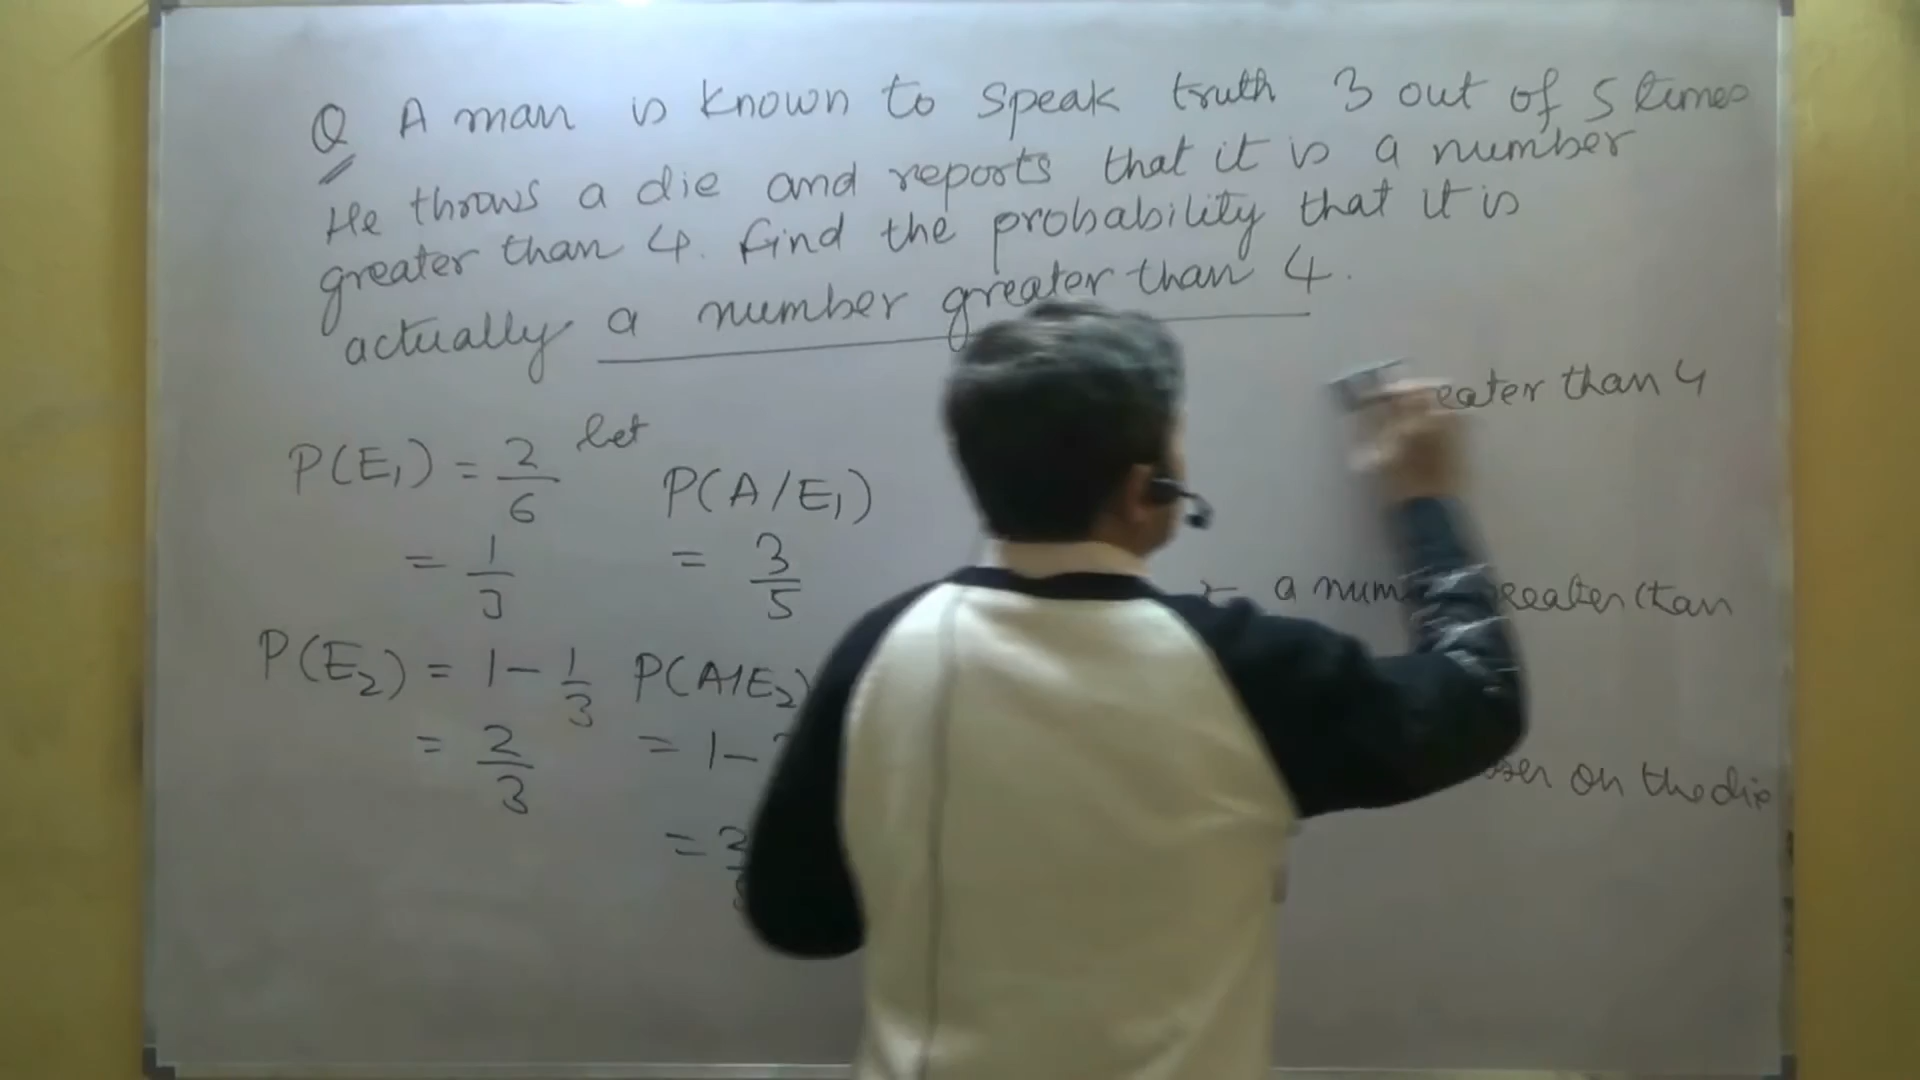 Q A man is known to speak truth 3 out of 5 times
He throws a die and reports that it is a number
greater than 4. Find the probability that it is
actually a number greater than 4.
let
P(E₁) = 2/6
= 1/3
P(E₂) = 1 - 1/3
= 2/3
P(A/E₁)
= 3/5
P(A/E₂)
= 1 -
= 2
eater than 4
a num reater than
on the die